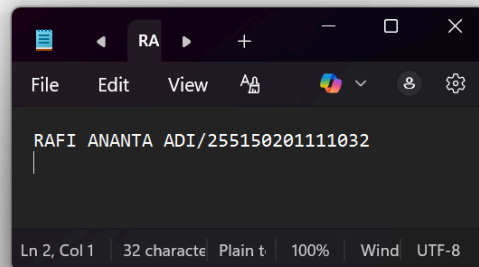 RA
File Edit View
RAFI ANANTA ADI/255150201111032
Ln 2, Col 1 32 characte Plain t 100% Wind UTF-8